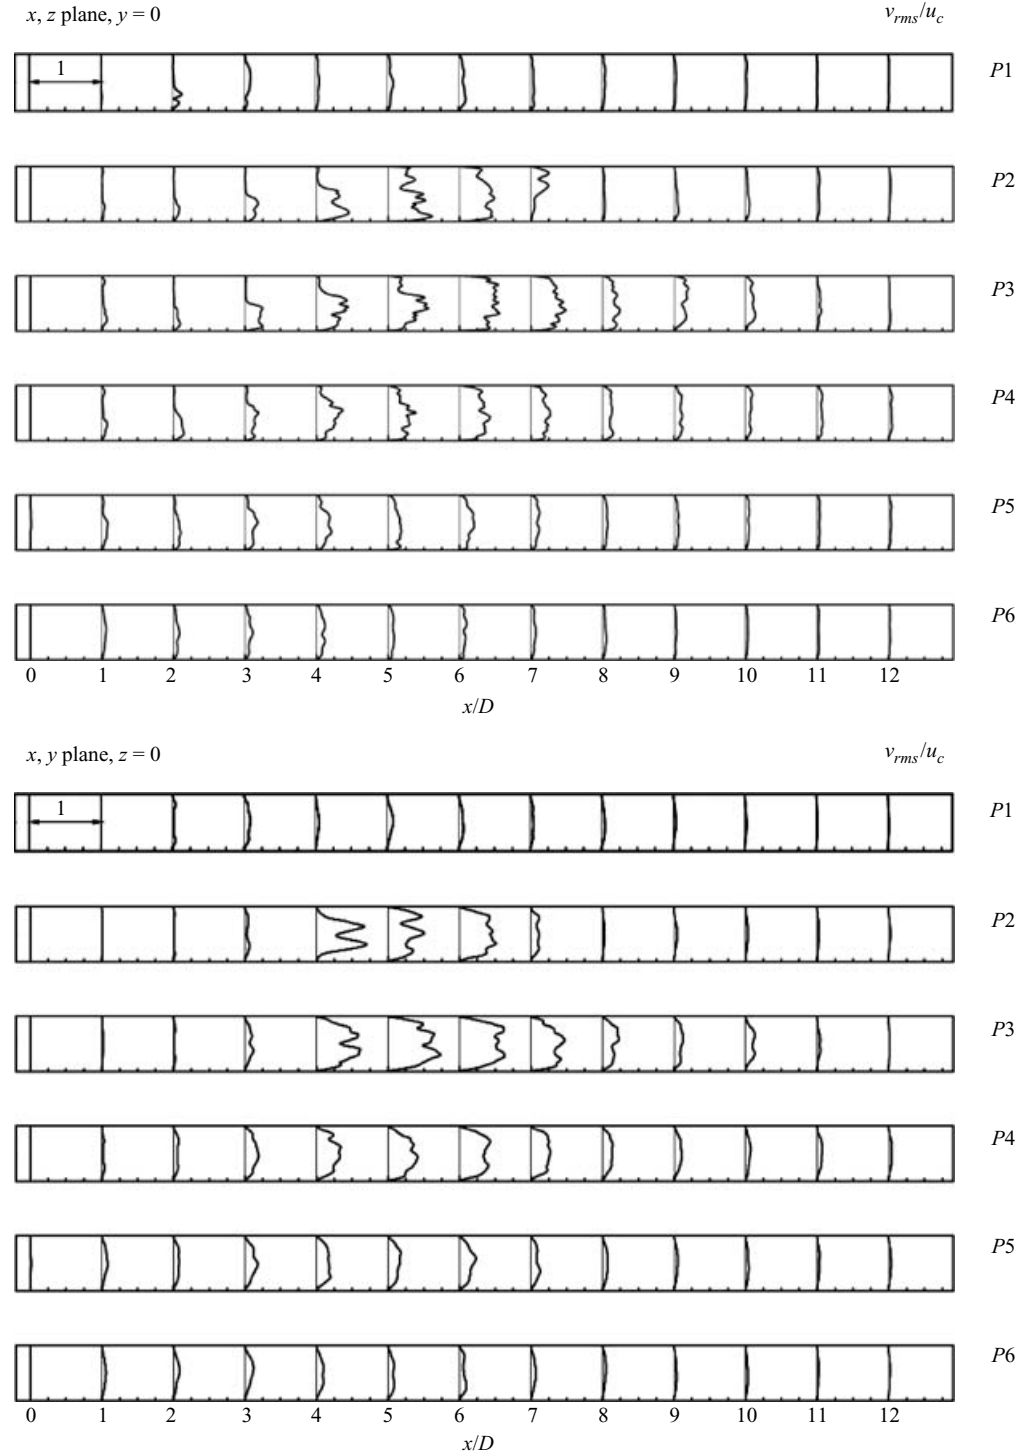 x, z plane, y = 0 v_rms/u_c
1 P1
P2
P3
P4
P5
P6
0 1 2 3 4 5 6 7 8 9 10 11 12
x/D
x, y plane, z = 0 v_rms/u_c
1 P1
P2
P3
P4
P5
P6
0 1 2 3 4 5 6 7 8 9 10 11 12
x/D